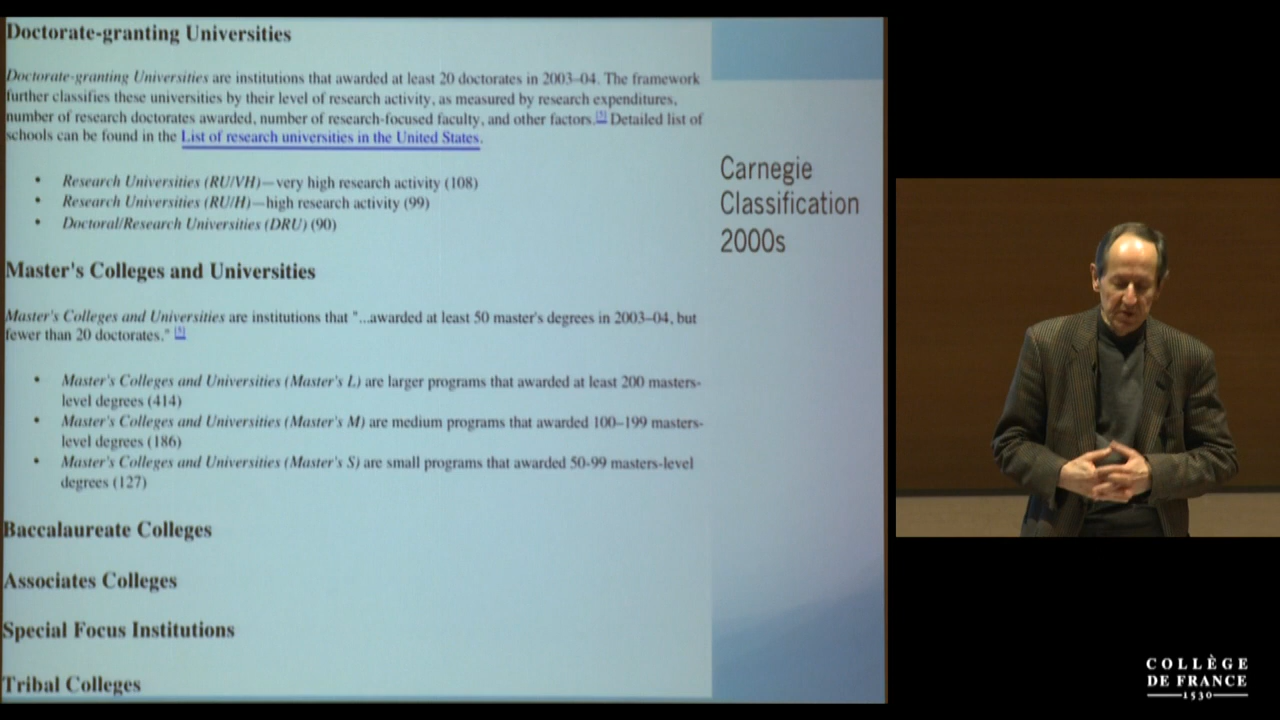 Doctorate-granting Universities
Doctorate-granting Universities are institutions that awarded at least 20 doctorates in 2003–04. The framework
further classifies these universities by their level of research activity, as measured by research expenditures,
number of research doctorates awarded, number of research-focused faculty, and other factors. Detailed list of
schools can be found in the List of research universities in the United States.
• Research Universities (RU/VH)—very high research activity (108)
• Research Universities (RU/H)—high research activity (99)
• Doctoral/Research Universities (DRU) (90)
Master's Colleges and Universities
Master's Colleges and Universities are institutions that "...awarded at least 50 master's degrees in 2003–04, but
fewer than 20 doctorates."
• Master's Colleges and Universities (Master's L) are larger programs that awarded at least 200 masters-
level degrees (414)
• Master's Colleges and Universities (Master's M) are medium programs that awarded 100–199 masters-
level degrees (186)
• Master's Colleges and Universities (Master's S) are small programs that awarded 50-99 masters-level
degrees (127)
Baccalaureate Colleges
Associates Colleges
Special Focus Institutions
Tribal Colleges
Carnegie
Classification
2000s
COLLÈGE
DE FRANCE
1530